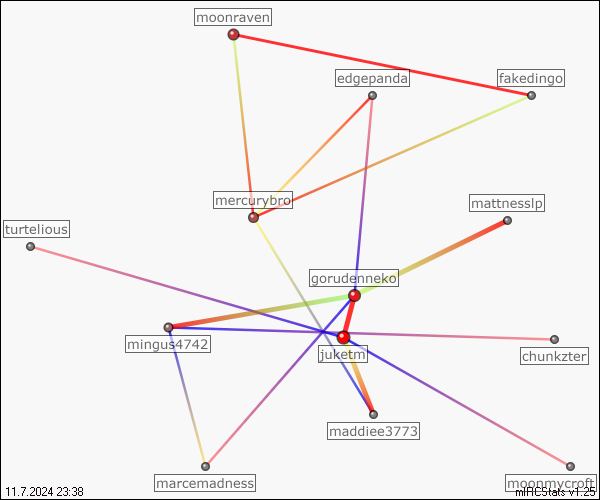 moonraven
edgepanda
fakedingo
mercurybro
mattnesslp
turtelious
gorudenneko
mingus4742
juketm
chunkzter
maddiee3773
marcemadness
moonmycroft
11.7.2024 23:38
mIRCStats v1.25